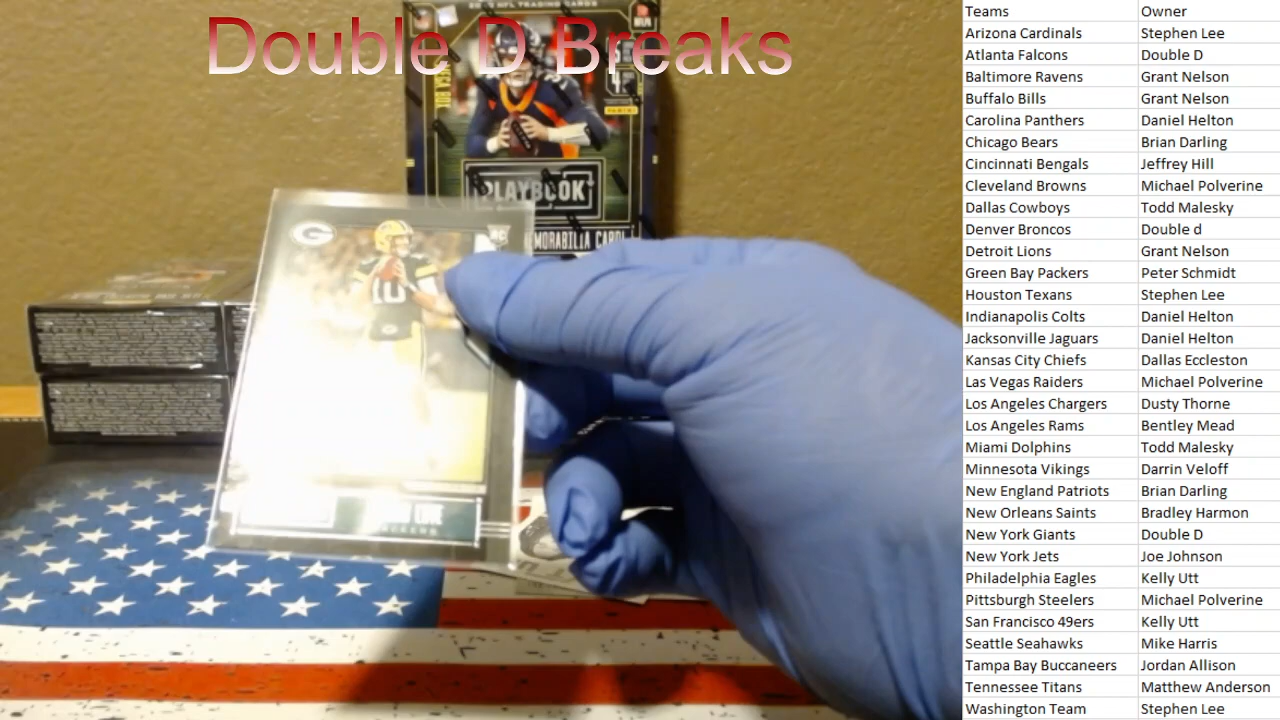 Double D Breaks
NFL TRADING CARDS
PLAYBOOK
MEMORABILIA CARD
G
10
PACKERS
Teams Owner
Arizona Cardinals Stephen Lee
Atlanta Falcons Double D
Baltimore Ravens Grant Nelson
Buffalo Bills Grant Nelson
Carolina Panthers Daniel Helton
Chicago Bears Brian Darling
Cincinnati Bengals Jeffrey Hill
Cleveland Browns Michael Polverine
Dallas Cowboys Todd Malesky
Denver Broncos Double d
Detroit Lions Grant Nelson
Green Bay Packers Peter Schmidt
Houston Texans Stephen Lee
Indianapolis Colts Daniel Helton
Jacksonville Jaguars Daniel Helton
Kansas City Chiefs Dallas Eccleston
Las Vegas Raiders Michael Polverine
Los Angeles Chargers Dusty Thorne
Los Angeles Rams Bentley Mead
Miami Dolphins Todd Malesky
Minnesota Vikings Darrin Veloff
New England Patriots Brian Darling
New Orleans Saints Bradley Harmon
New York Giants Double D
New York Jets Joe Johnson
Philadelphia Eagles Kelly Utt
Pittsburgh Steelers Michael Polverine
San Francisco 49ers Kelly Utt
Seattle Seahawks Mike Harris
Tampa Bay Buccaneers Jordan Allison
Tennessee Titans Matthew Anderson
Washington Team Stephen Lee